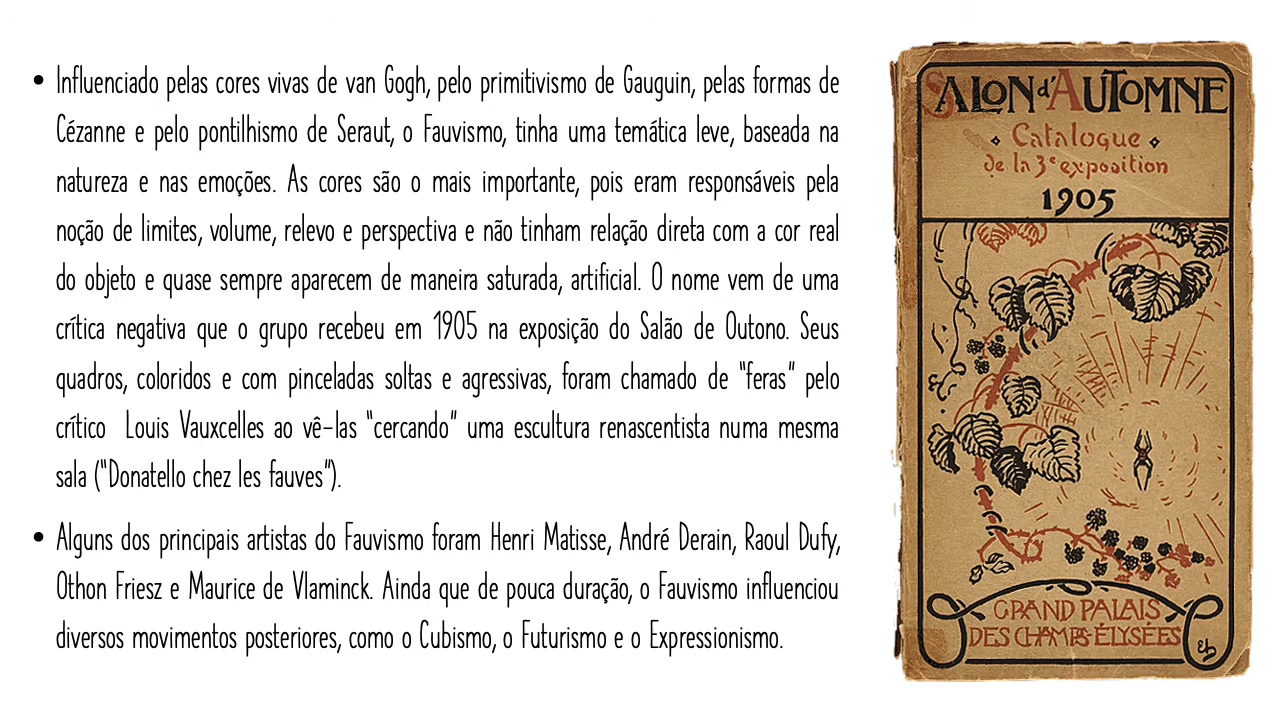 • Influenciado pelas cores vivas de van Gogh, pelo primitivismo de Gauguin, pelas formas de
Cézanne e pelo pontilhismo de Seraut, o Fauvismo, tinha uma temática leve, baseada na
natureza e nas emoções. As cores são o mais importante, pois eram responsáveis pela
noção de limites, volume, relevo e perspectiva e não tinham relação direta com a cor real
do objeto e quase sempre aparecem de maneira saturada, artificial. O nome vem de uma
crítica negativa que o grupo recebeu em 1905 na exposição do Salão de Outono. Seus
quadros, coloridos e com pinceladas soltas e agressivas, foram chamado de “feras” pelo
crítico Louis Vauxcelles ao vê-las “cercando” uma escultura renascentista numa mesma
sala (“Donatello chez les fauves”).
• Alguns dos principais artistas do Fauvismo foram Henri Matisse, André Derain, Raoul Dufy,
Othon Friesz e Maurice de Vlaminck. Ainda que de pouca duração, o Fauvismo influenciou
diversos movimentos posteriores, como o Cubismo, o Futurismo e o Expressionismo.
SALON d'AUTOMNE
Catalogue
de la 3e exposition
1905
GRAND PALAIS
DES CHAMPS-ÉLYSÉES